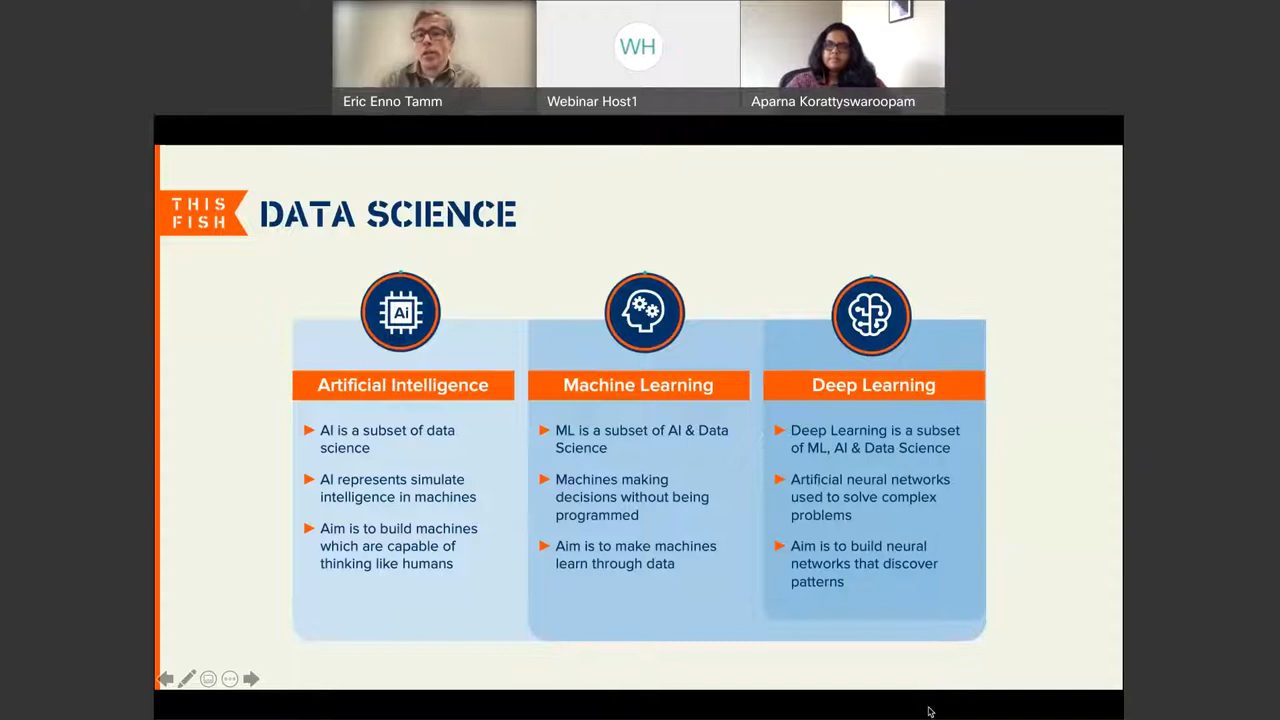 WH
Eric Enno Tamm
Webinar Host1
Aparna Korattyswaroopam
THIS
FISH
DATA SCIENCE
Ai
Artificial Intelligence
AI is a subset of data
science
AI represents simulate
intelligence in machines
Aim is to build machines
which are capable of
thinking like humans
Machine Learning
ML is a subset of AI & Data
Science
Machines making
decisions without being
programmed
Aim is to make machines
learn through data
Deep Learning
Deep Learning is a subset
of ML, AI & Data Science
Artificial neural networks
used to solve complex
problems
Aim is to build neural
networks that discover
patterns